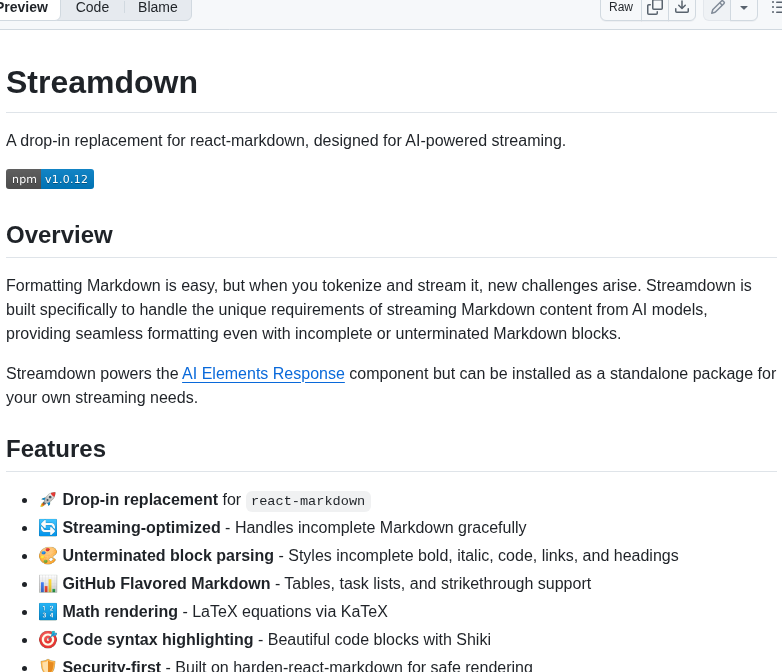 Preview Code Blame Raw
Streamdown
A drop-in replacement for react-markdown, designed for AI-powered streaming.
npm v1.0.12
Overview
Formatting Markdown is easy, but when you tokenize and stream it, new challenges arise. Streamdown is
built specifically to handle the unique requirements of streaming Markdown content from AI models,
providing seamless formatting even with incomplete or unterminated Markdown blocks.
Streamdown powers the AI Elements Response component but can be installed as a standalone package for
your own streaming needs.
Features
• 🚀 Drop-in replacement for react-markdown
• 🔄 Streaming-optimized - Handles incomplete Markdown gracefully
• 🎨 Unterminated block parsing - Styles incomplete bold, italic, code, links, and headings
• 📊 GitHub Flavored Markdown - Tables, task lists, and strikethrough support
• 🔢 Math rendering - LaTeX equations via KaTeX
• 🎯 Code syntax highlighting - Beautiful code blocks with Shiki
• 🛡️ Security-first - Built on harden-react-markdown for safe rendering